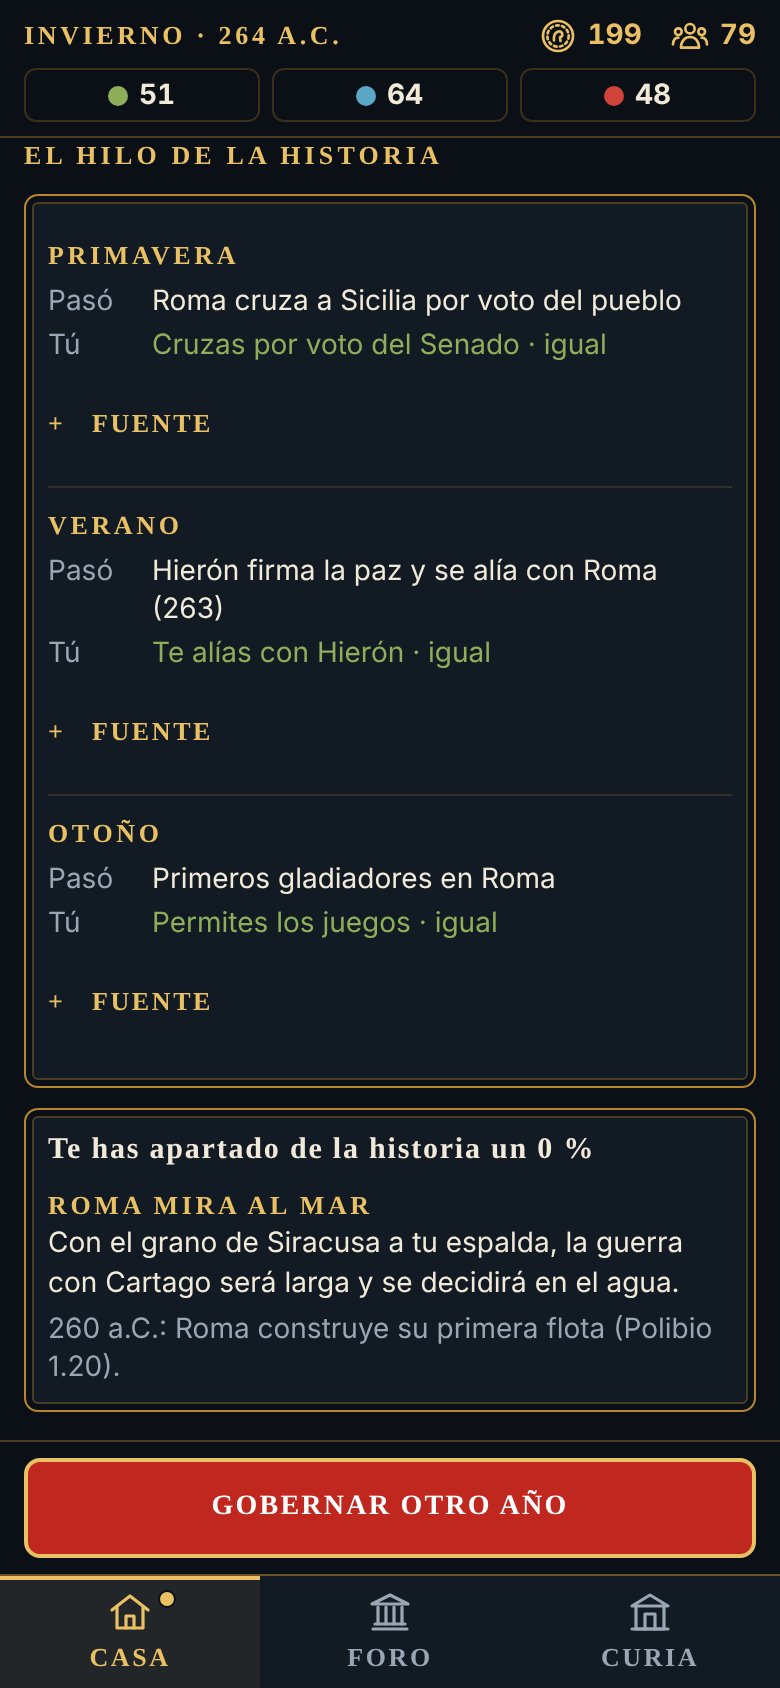 INVIERNO · 264 A.C.
199
79
51
64
48
EL HILO DE LA HISTORIA
PRIMAVERA
Pasó Roma cruza a Sicilia por voto del pueblo
Tú Cruzas por voto del Senado · igual
+ FUENTE
VERANO
Pasó Hierón firma la paz y se alía con Roma
(263)
Tú Te alías con Hierón · igual
+ FUENTE
OTOÑO
Pasó Primeros gladiadores en Roma
Tú Permites los juegos · igual
+ FUENTE
Te has apartado de la historia un 0 %
ROMA MIRA AL MAR
Con el grano de Siracusa a tu espalda, la guerra
con Cartago será larga y se decidirá en el agua.
260 a.C.: Roma construye su primera flota (Polibio
1.20).
GOBERNAR OTRO AÑO
CASA
FORO
CURIA